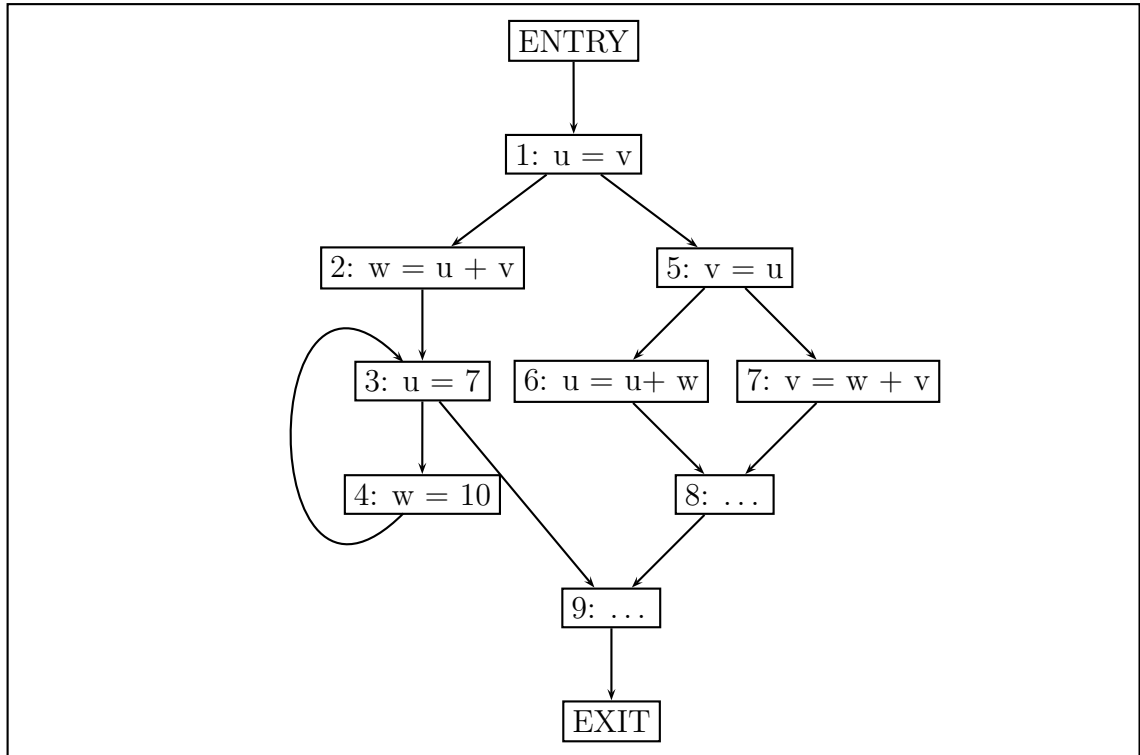 ENTRY
1: u = v
2: w = u + v
5: v = u
3: u = 7
6: u = u+ w
7: v = w + v
4: w = 10
8: . . .
9: . . .
EXIT